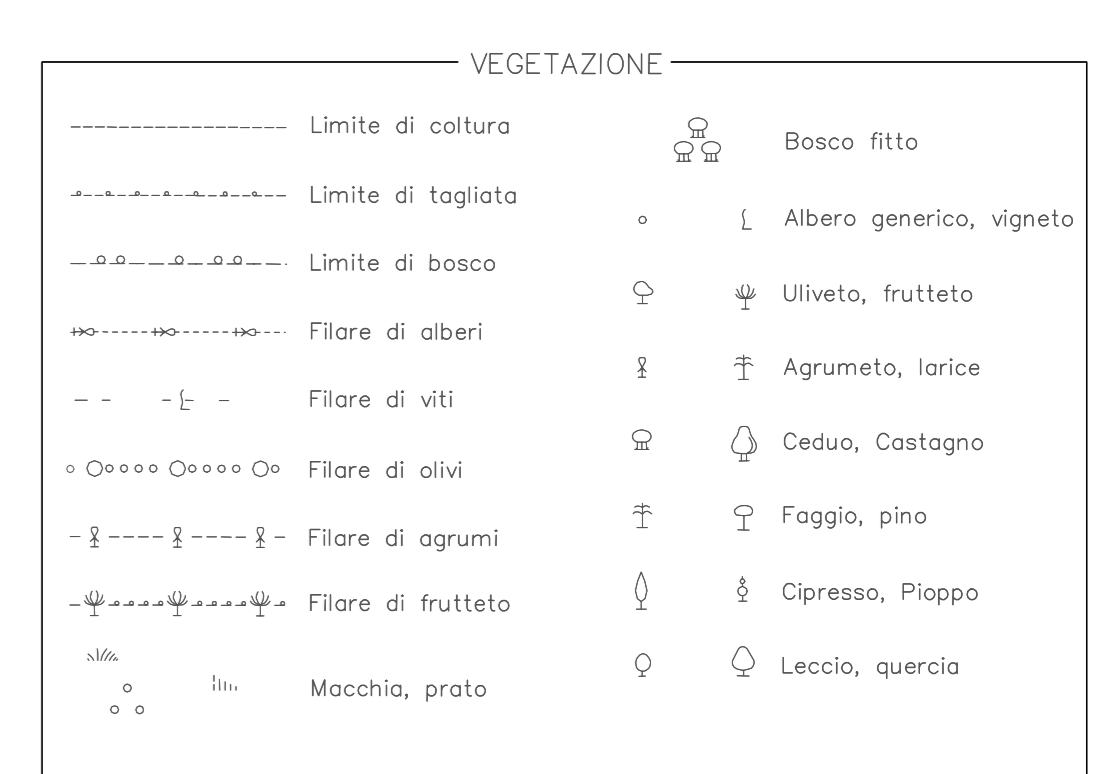 VEGETAZIONE
Limite di coltura
Limite di tagliata
Limite di bosco
Filare di alberi
Filare di viti
Filare di olivi
Filare di agrumi
Filare di frutteto
Macchia, prato
Bosco fitto
Albero generico, vigneto
Uliveto, frutteto
Agrumeto, larice
Ceduo, Castagno
Faggio, pino
Cipresso, Pioppo
Leccio, quercia